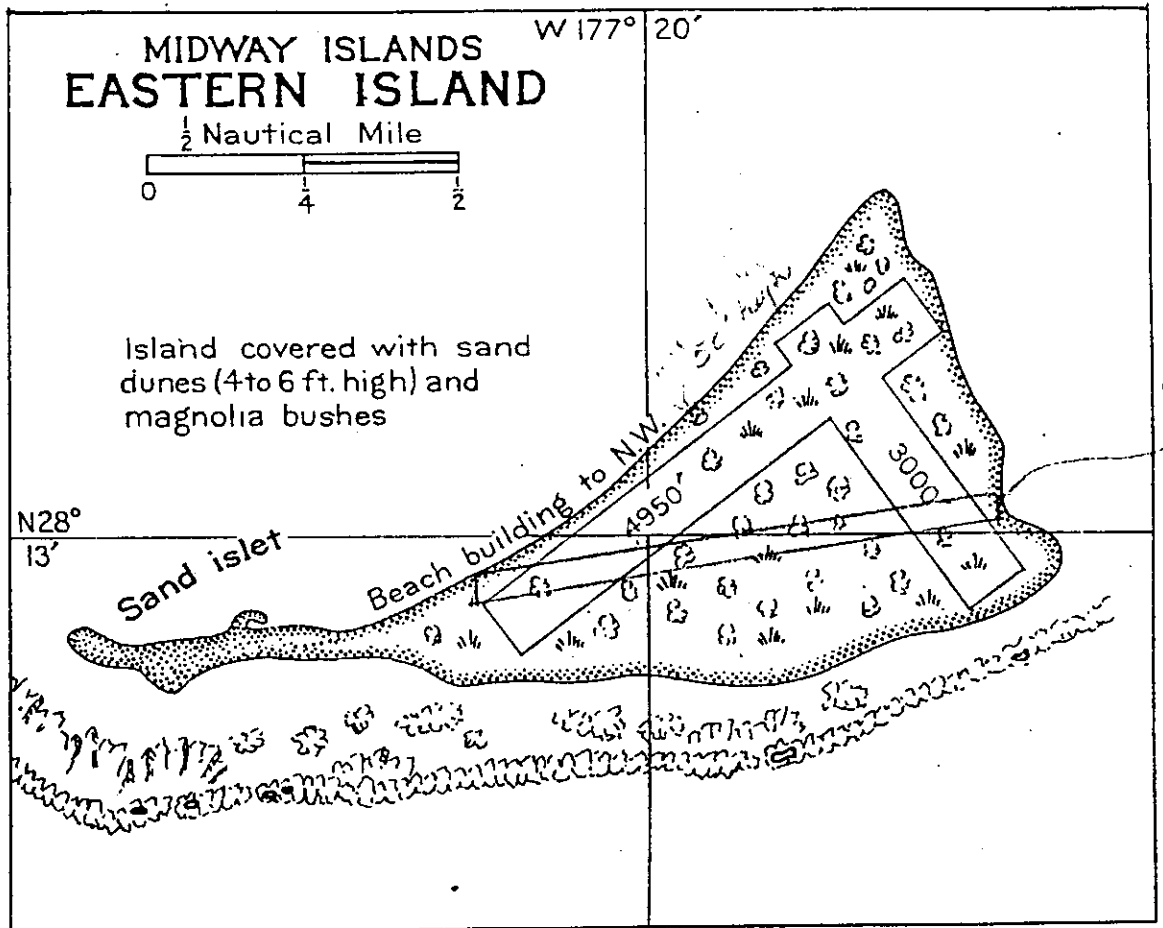 W 177° 20′
MIDWAY ISLANDS
EASTERN ISLAND
½ Nautical Mile
0 ¼ ½
Island covered with sand
dunes (4 to 6 ft. high) and
magnolia bushes
N28°
13′
Sand islet
Beach building to N.W.
4950′
3000